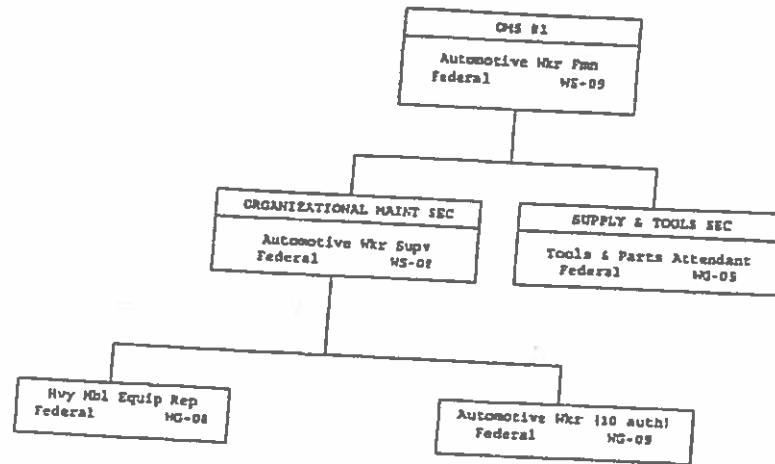 OMS #1
Automotive Wkr Fmn
Federal WS-09
ORGANIZATIONAL MAINT SEC
Automotive Wkr Supv
Federal WS-08
SUPPLY & TOOLS SEC
Tools & Parts Attendant
Federal WG-05
Hvy Mbl Equip Rep
Federal WG-08
Automotive Wkr (10 auth)
Federal WG-09